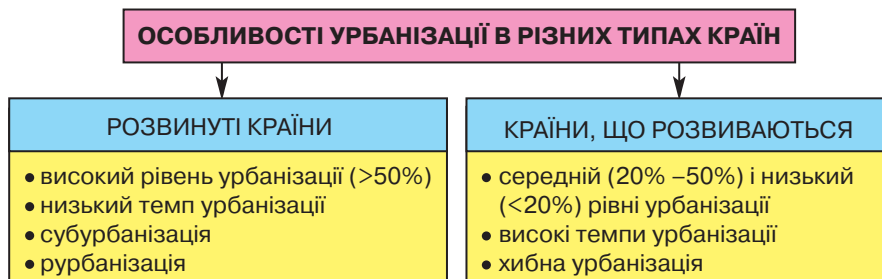 ОСОБЛИВОСТІ УРБАНІЗАЦІЇ В РІЗНИХ ТИПАХ КРАЇН
РОЗВИНУТІ КРАЇНИ
• високий рівень урбанізації (>50%)
• низький темп урбанізації
• субурбанізація
• рурбанізація
КРАЇНИ, ЩО РОЗВИВАЮТЬСЯ
• середній (20% –50%) і низький
(<20%) рівні урбанізації
• високі темпи урбанізації
• хибна урбанізація